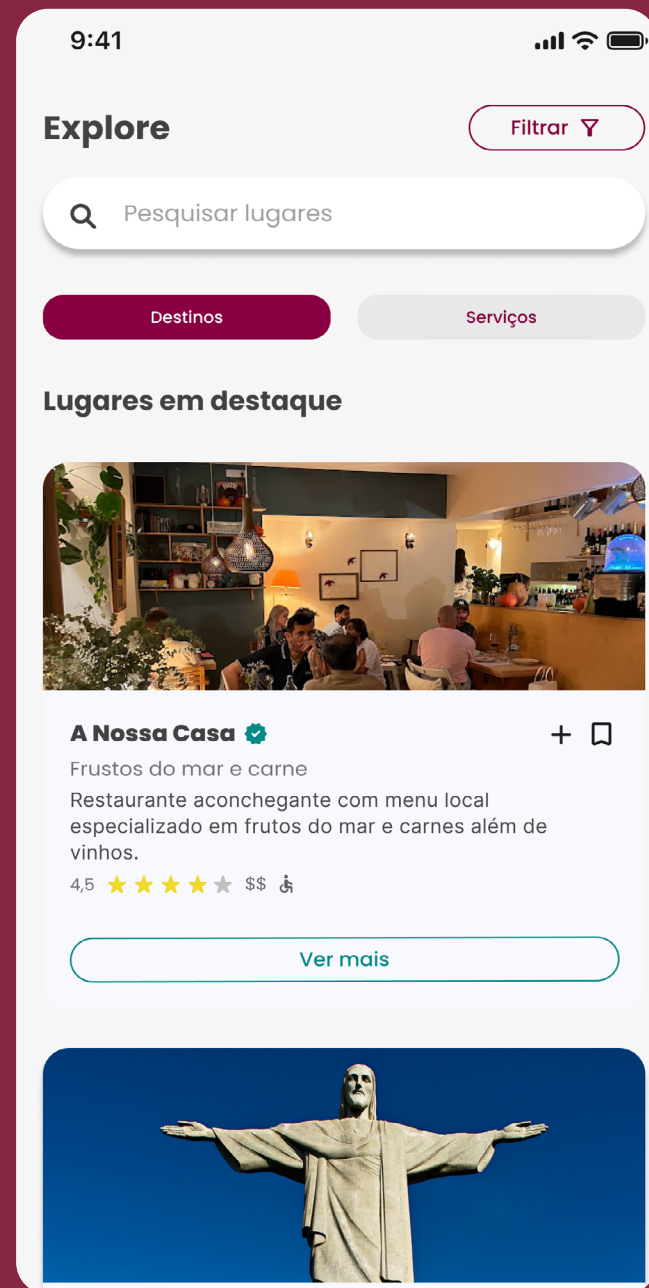 9:41
Explore
Filtrar
Pesquisar lugares
Destinos
Serviços
Lugares em destaque
A Nossa Casa
Frustos do mar e carne
Restaurante aconchegante com menu local
especializado em frutos do mar e carnes além de
vinhos.
4,5 $$
Ver mais